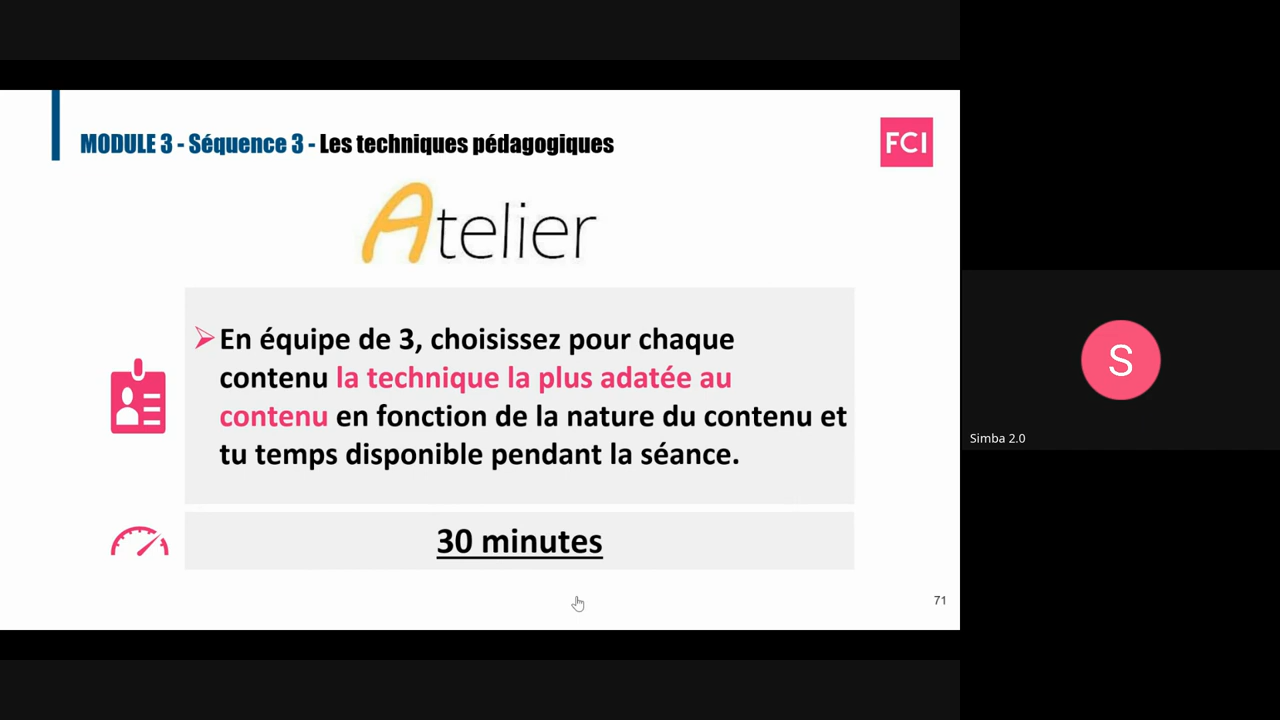 MODULE 3 - Séquence 3 - Les techniques pédagogiques
FCI
Atelier
En équipe de 3, choisissez pour chaque
contenu la technique la plus adatée au
contenu en fonction de la nature du contenu et
tu temps disponible pendant la séance.
30 minutes
71
S
Simba 2.0